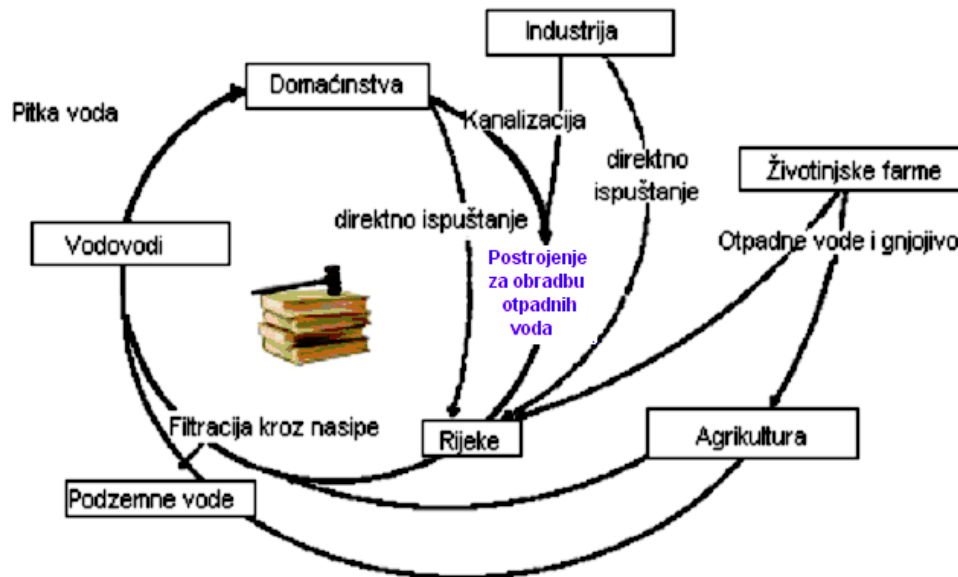 Industrija
Domaćinstva
Pitka voda
Kanalizacija
direktno
ispuštanje
Životinjske farme
direktno ispuštanje
Vodovodi
Otpadne vode i gnjojivo
Postrojenje
za obradbu
otpadnih
voda
Filtracija kroz nasipe
Rijeke
Agrikultura
Podzemne vode